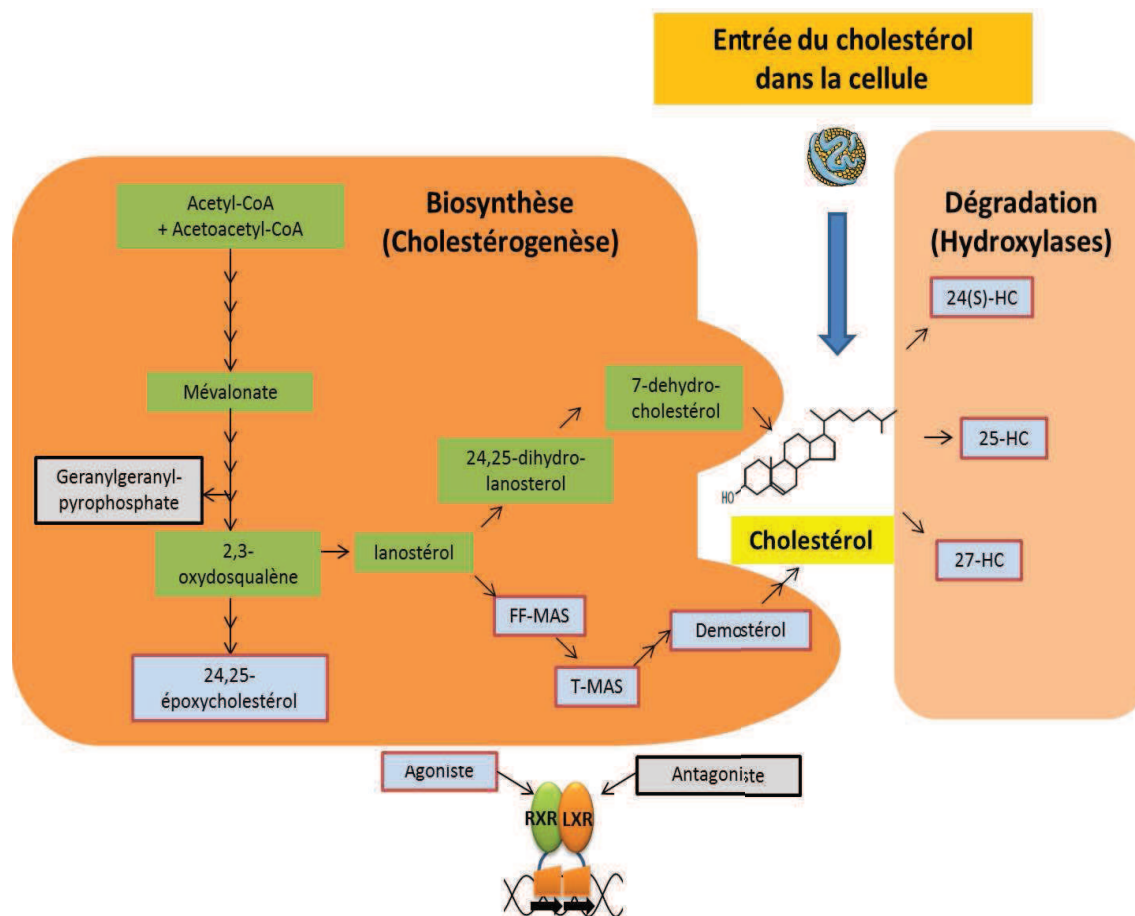 Entrée du cholestérol
dans la cellule
Biosynthèse
(Cholestérogenèse)
Acetyl-CoA
+ Acetoacetyl-CoA
Mévalonate
Geranylgeranyl-
pyrophosphate
2,3-
oxydosqualène
24,25-
époxycholestérol
lanostérol
24,25-dihydro-
lanosterol
7-dehydro-
cholestérol
FF-MAS
T-MAS
Demostérol
HO
Cholestérol
Dégradation
(Hydroxylases)
24(S)-HC
25-HC
27-HC
Agoniste
Antagoniste
RXR LXR